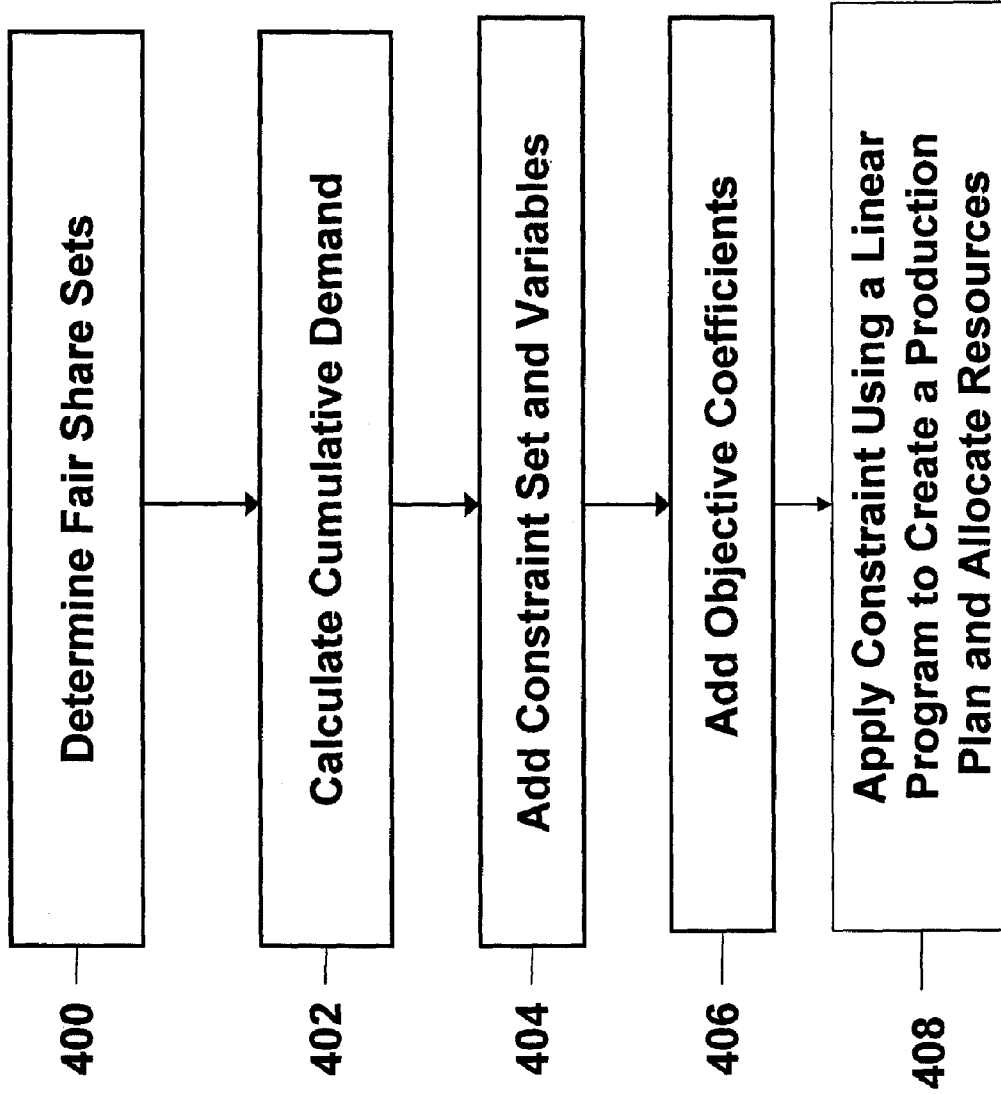 400
Determine Fair Share Sets
402
Calculate Cumulative Demand
404
Add Constraint Set and Variables
406
Add Objective Coefficients
408
Apply Constraint Using a Linear
Program to Create a Production
Plan and Allocate Resources